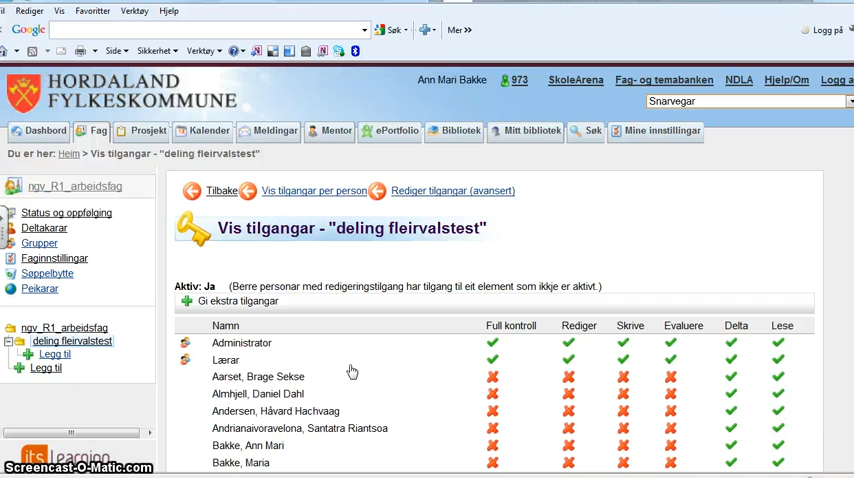 Rediger Vis Favoritter Verktøy Hjelp
Google Søk Mer » Logg på
Side Sikkerhet Verktøy
HORDALAND
FYLKESKOMMUNE
Ann Mari Bakke 973 SkoleArena Fag- og temabanken NDLA Hjelp/Om Logg a
Snarvegar
Dashbord Fag Prosjekt Kalender Meldingar Mentor ePortfolio Bibliotek Mitt bibliotek Søk Mine innstillingar
Du er her: Heim > Vis tilgangar - "deling fleirvalstest"
ngv_R1_arbeidsfag
Status og oppfølging
Deltakarar
Grupper
Faginnstillingar
Søppelbytte
Peikarar
ngv_R1_arbeidsfag
deling fleirvalstest
Legg til
Legg til
its learning
Screencast-O-Matic.com
Tilbake Vis tilgangar per person Rediger tilgangar (avansert)
Vis tilgangar - "deling fleirvalstest"
Aktiv: Ja (Berre personar med redigeringstilgang har tilgang til eit element som ikkje er aktivt.)
Gi ekstra tilgangar
Namn Full kontroll Rediger Skrive Evaluere Delta Lese
Administrator
Lærar
Aarset, Brage Sekse
Almhjell, Daniel Dahl
Andersen, Håvard Hachvaag
Andrianaivoravelona, Santatra Riantsoa
Bakke, Ann Mari
Bakke, Maria